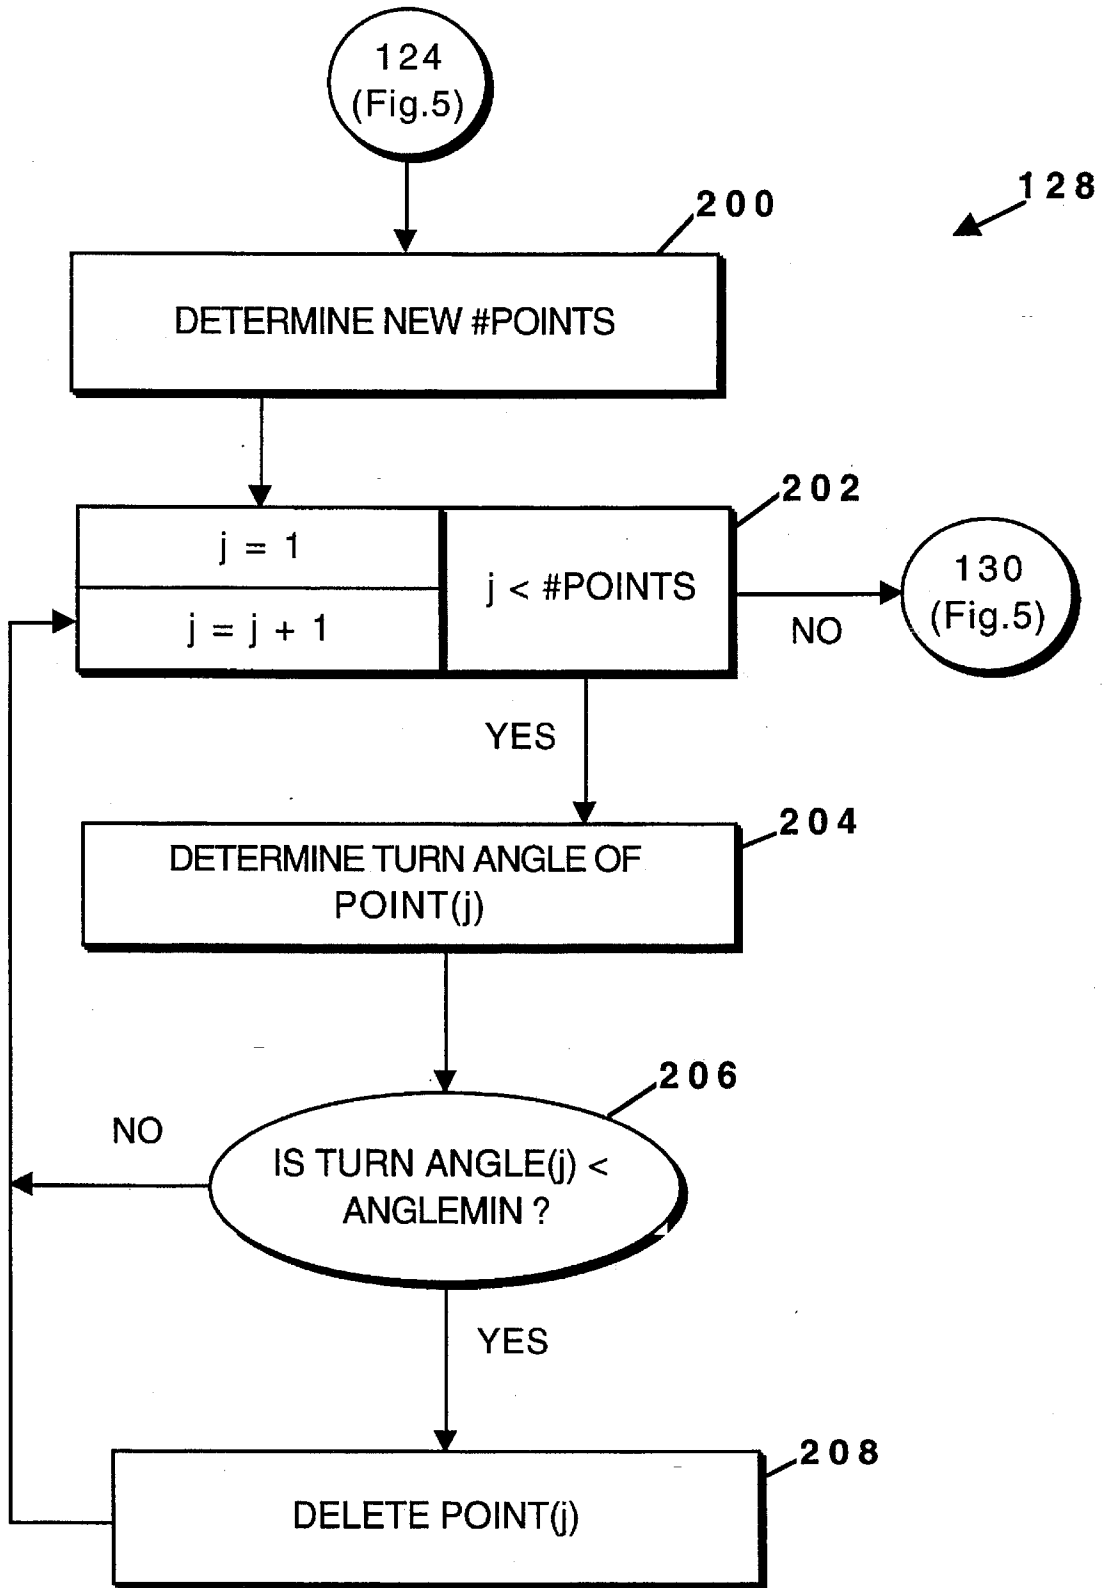 124
(Fig.5)
128
200
DETERMINE NEW #POINTS
202
j = 1
j = j + 1
j < #POINTS
NO
130
(Fig.5)
YES
204
DETERMINE TURN ANGLE OF
POINT(j)
206
NO
IS TURN ANGLE(j) <
ANGLEMIN ?
YES
208
DELETE POINT(j)